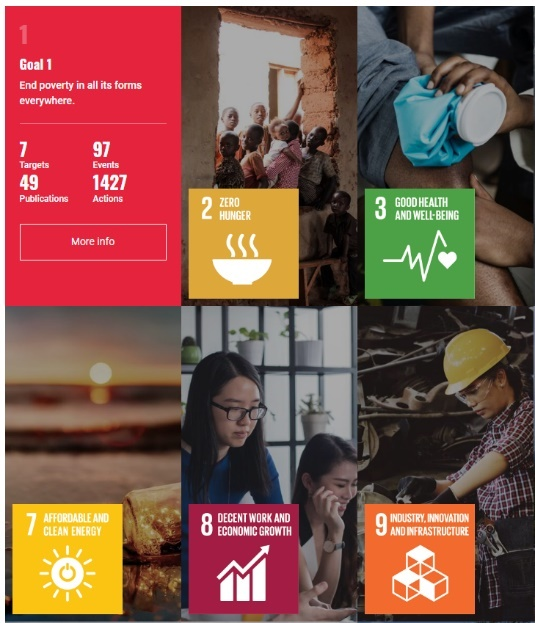 1
Goal 1
End poverty in all its forms
everywhere.
7 97
Targets Events
49 1427
Publications Actions
More info
2 ZERO
HUNGER
3 GOOD HEALTH
AND WELL-BEING
7 AFFORDABLE AND
CLEAN ENERGY
8 DECENT WORK AND
ECONOMIC GROWTH
9 INDUSTRY, INNOVATION
AND INFRASTRUCTURE